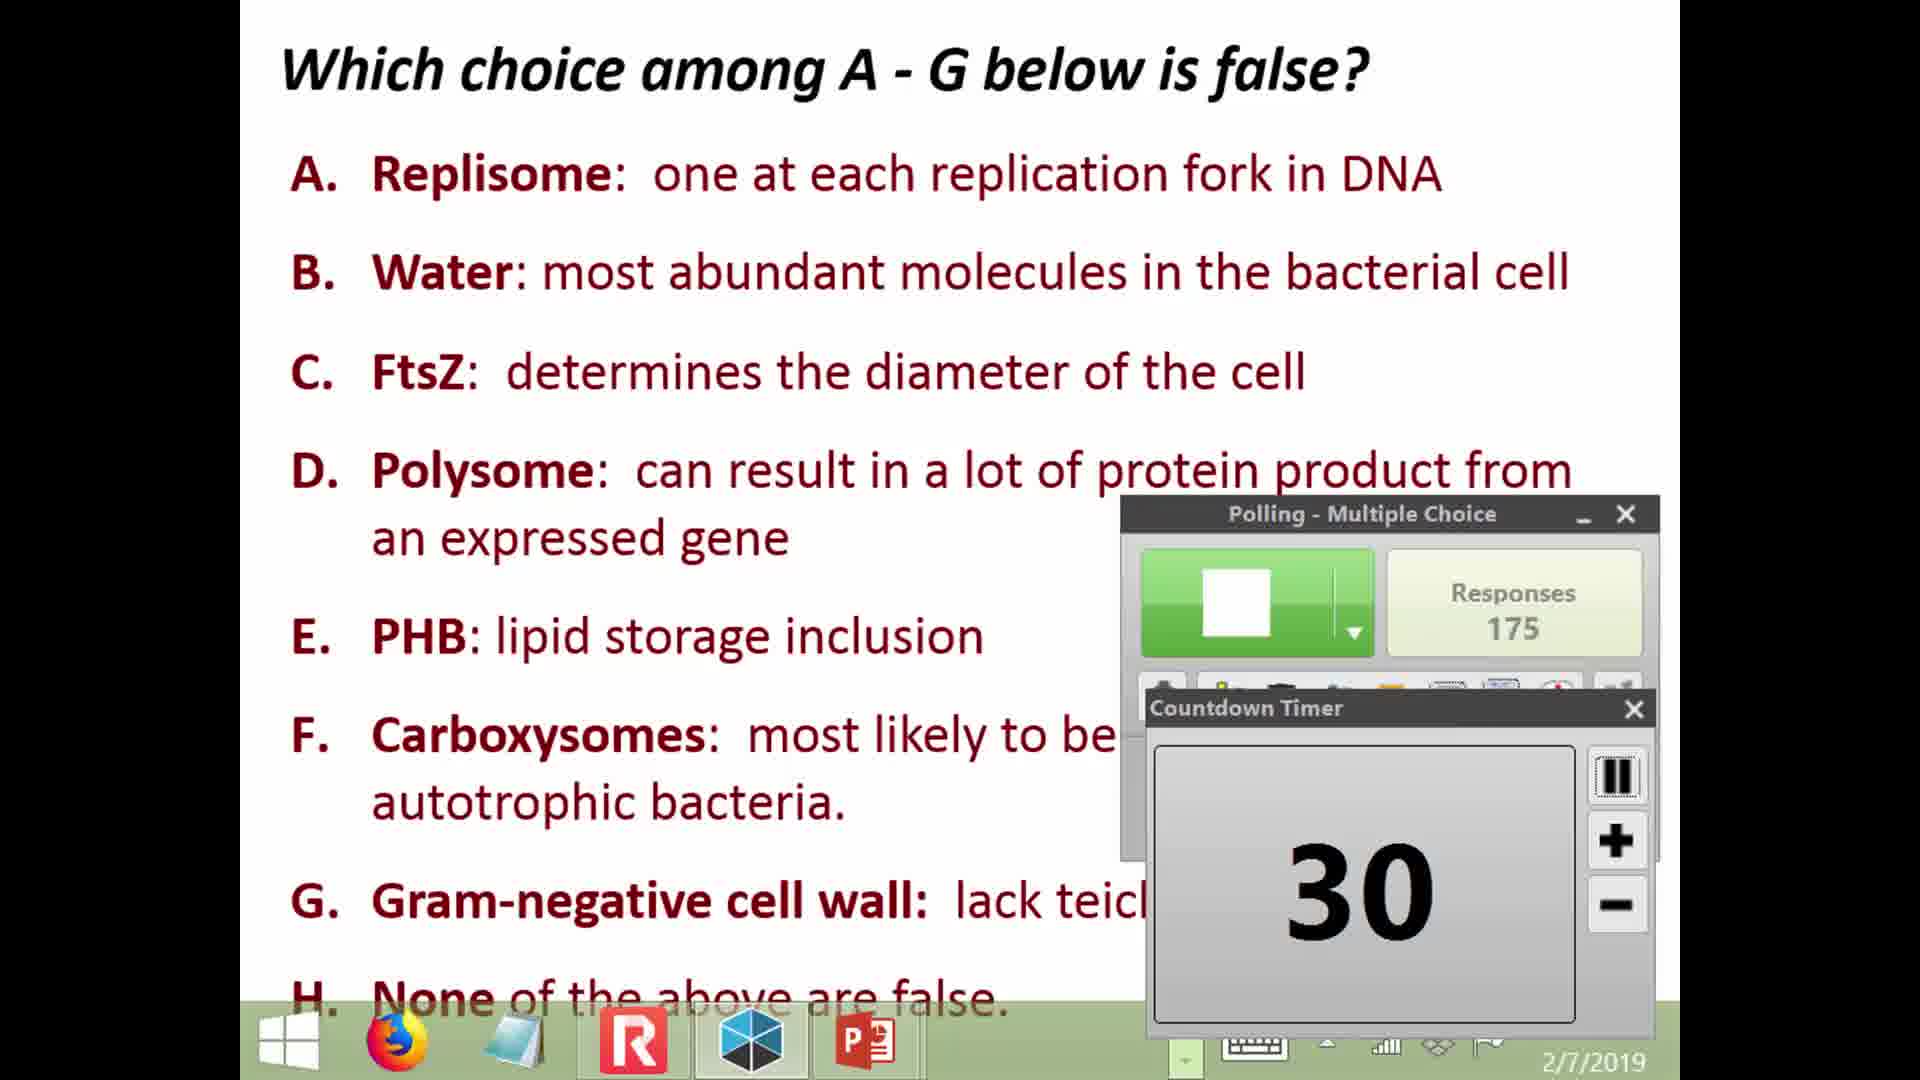 Which choice among A - G below is false?
A. Replisome: one at each replication fork in DNA
B. Water: most abundant molecules in the bacterial cell
C. FtsZ: determines the diameter of the cell
D. Polysome: can result in a lot of protein product from
an expressed gene
E. PHB: lipid storage inclusion
F. Carboxysomes: most likely to be
autotrophic bacteria.
G. Gram-negative cell wall: lack
H. None of the above are false.
Polling - Multiple Choice
Responses
175
Countdown Timer
30
2/7/2019